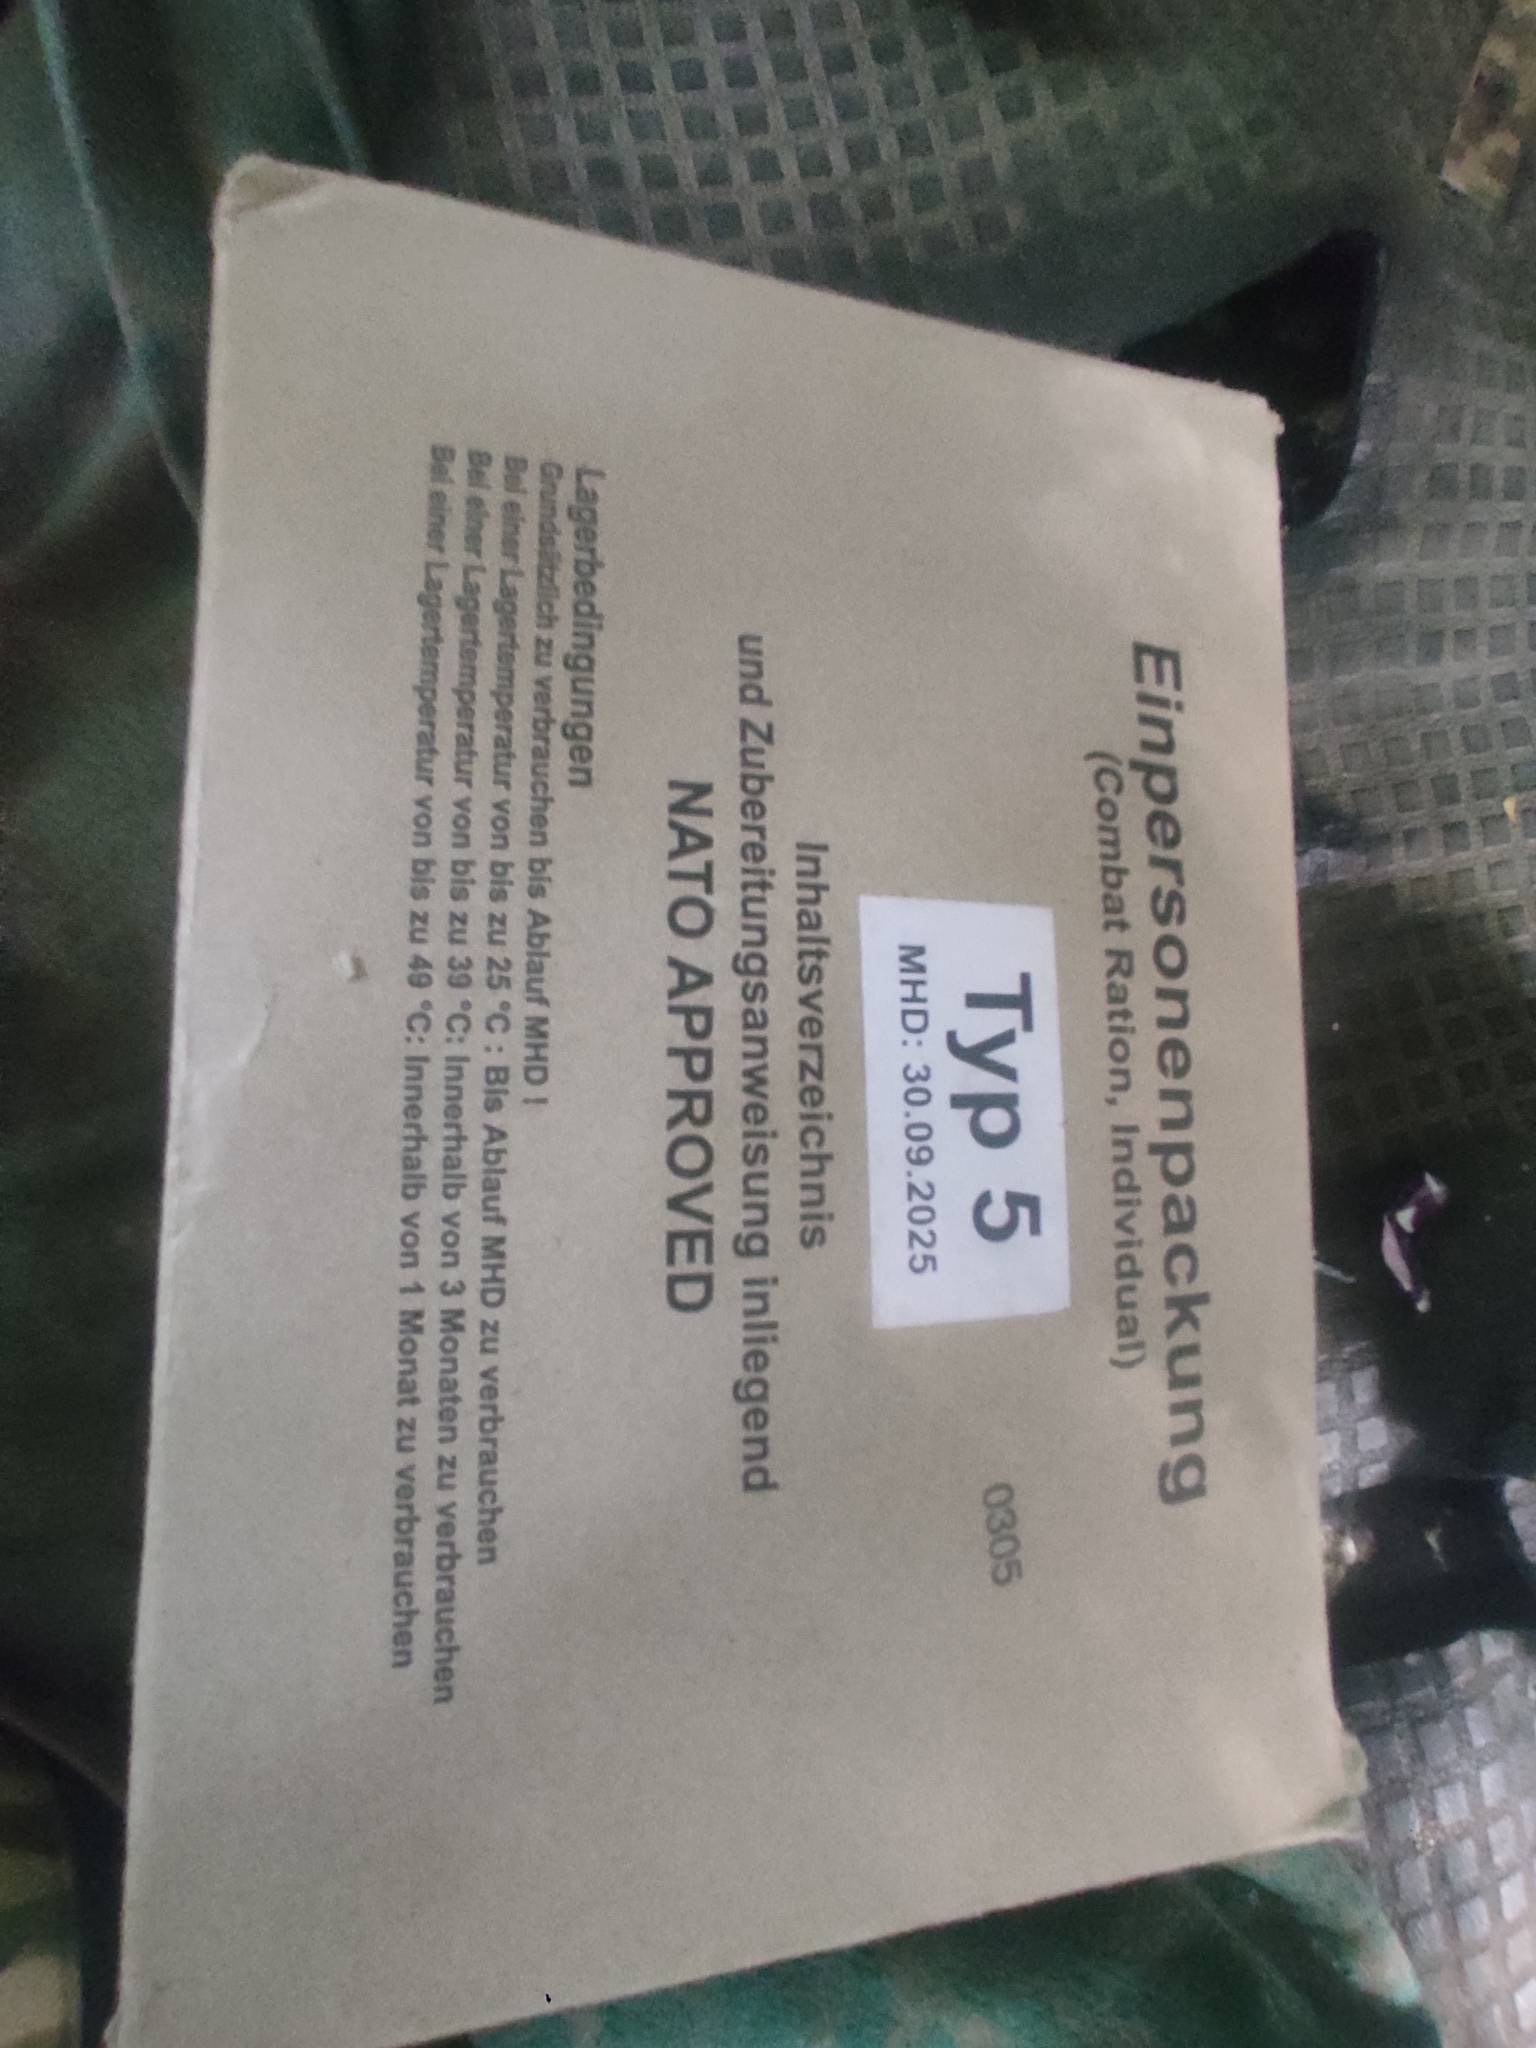 Einpersonenpackung
(Combat Ration, Individual)
Typ 5
MHD: 30.09.2025
0305
Inhaltsverzeichnis
und Zubereitungsanweisung inliegend
NATO APPROVED
Lagerbedingungen
Grundsätzlich zu verbrauchen bis Ablauf MHD !
Bei einer Lagertemperatur von bis zu 25 °C : Bis Ablauf MHD zu verbrauchen
Bei einer Lagertemperatur von bis zu 39 °C: Innerhalb von 3 Monaten zu verbrauchen
Bei einer Lagertemperatur von bis zu 49 °C: Innerhalb von 1 Monat zu verbrauchen